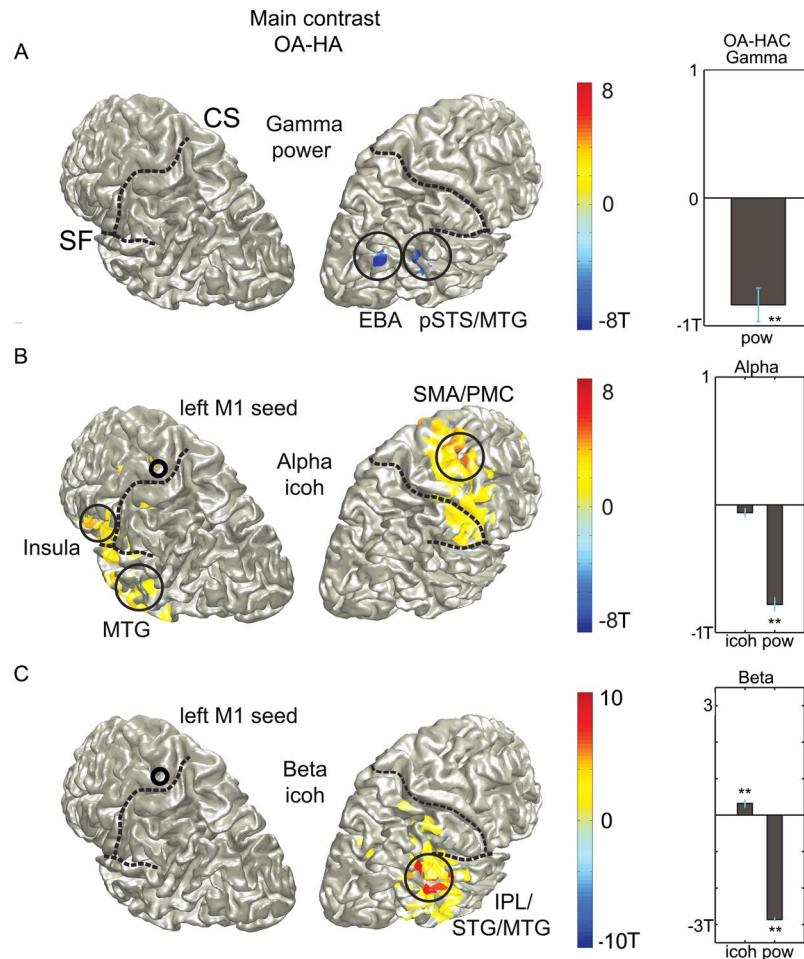 Main contrast
OA-HA
A
CS
SF
Gamma
power
EBA
pSTS/MTG
8
0
-8T
OA-HAC
Gamma
1
0
-1T
**
pow
B
left M1 seed
Insula
MTG
Alpha
icoh
SMA/PMC
8
0
-8T
Alpha
1
-1T
**
icoh pow
C
left M1 seed
Beta
icoh
IPL/
STG/MTG
10
0
-10T
Beta
3
**
-3T
**
icoh pow